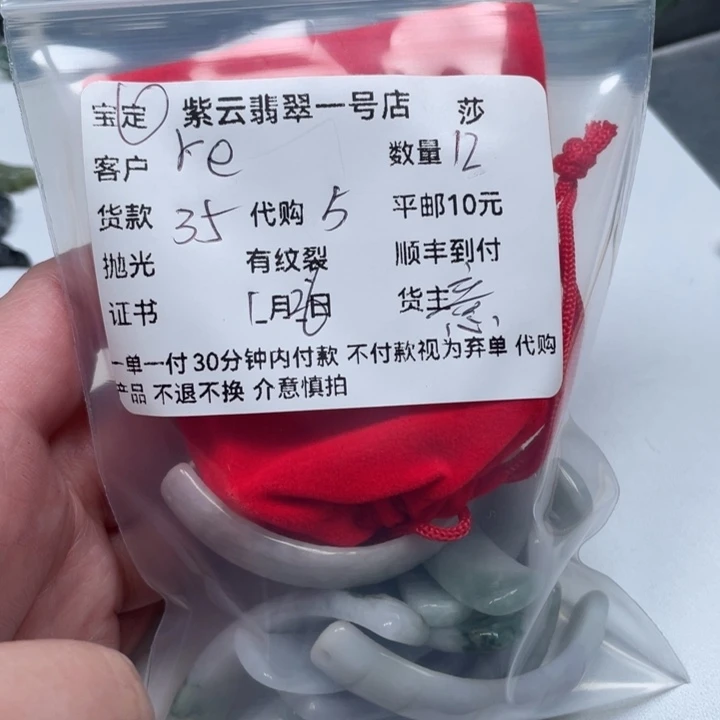 宝定 紫云翡翠一号店 莎
客户 re 数量 12
货款 35 代购 5 平邮10元
抛光 有纹裂 顺丰到付
证书 1月26日 货主
一单一付 30分钟内付款 不付款视为弃单 代购
产品 不退不换 介意慎拍